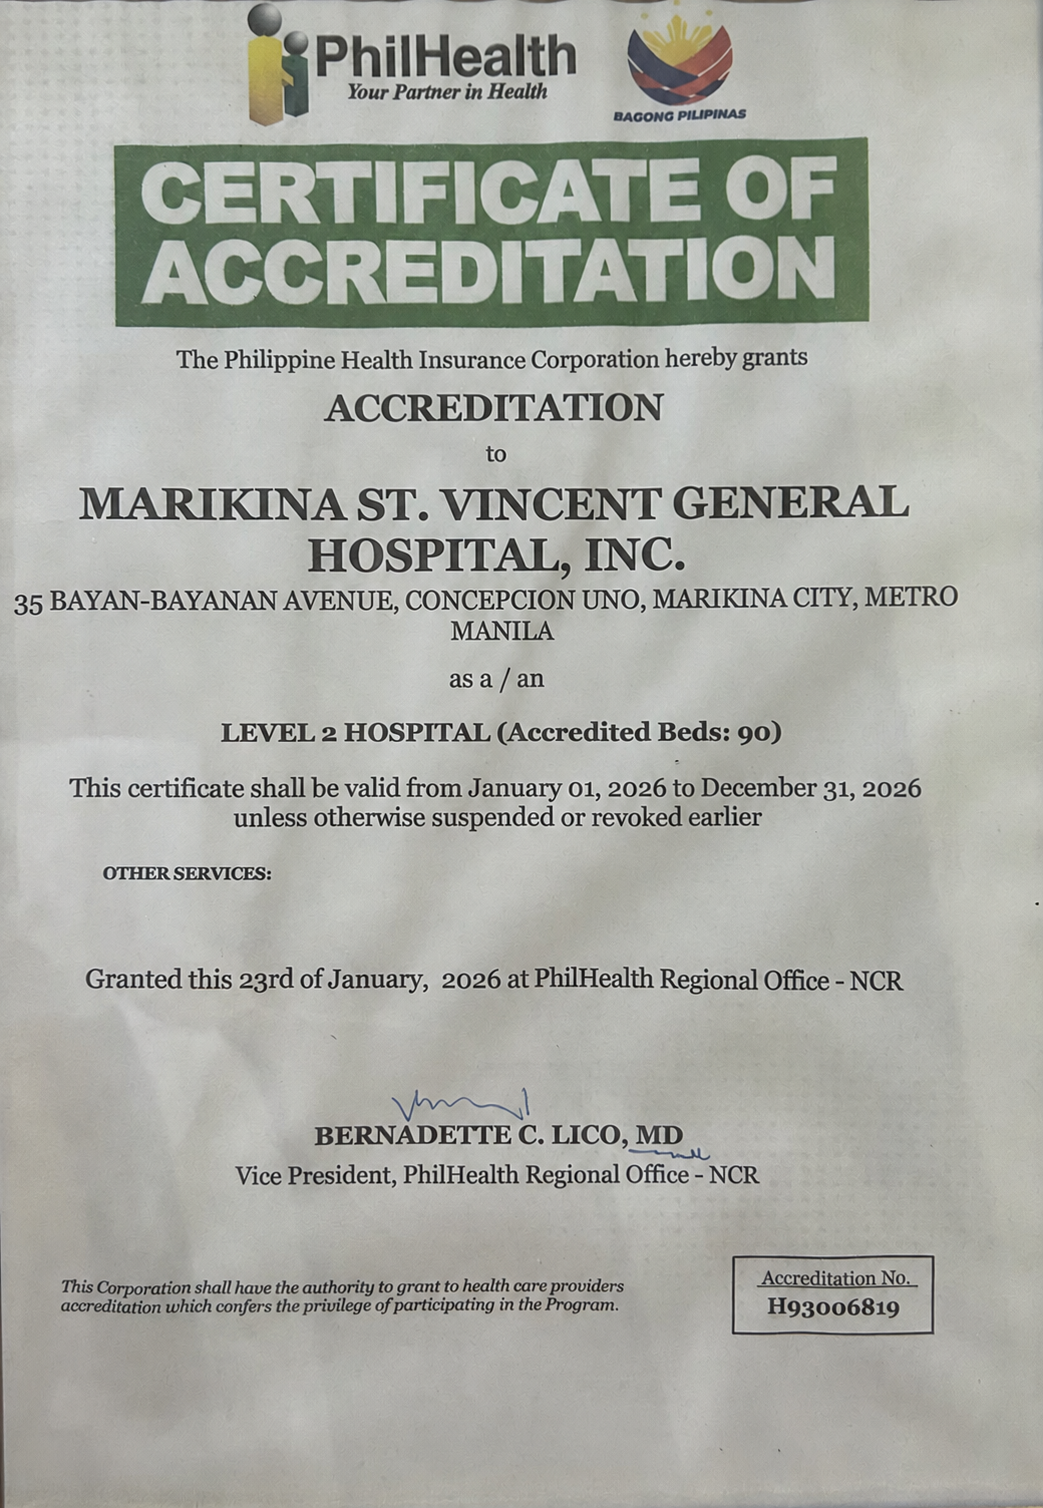 PhilHealth
Your Partner in Health
BAGONG PILIPINAS
CERTIFICATE OF
ACCREDITATION
The Philippine Health Insurance Corporation hereby grants
ACCREDITATION
to
MARIKINA ST. VINCENT GENERAL
HOSPITAL, INC.
35 BAYAN-BAYANAN AVENUE, CONCEPCION UNO, MARIKINA CITY, METRO
MANILA
as a / an
LEVEL 2 HOSPITAL (Accredited Beds: 90)
This certificate shall be valid from January 01, 2026 to December 31, 2026
unless otherwise suspended or revoked earlier
OTHER SERVICES:
Granted this 23rd of January, 2026 at PhilHealth Regional Office - NCR
BERNADETTE C. LICO, MD
Vice President, PhilHealth Regional Office - NCR
This Corporation shall have the authority to grant to health care providers
accreditation which confers the privilege of participating in the Program.
Accreditation No.
H93006819